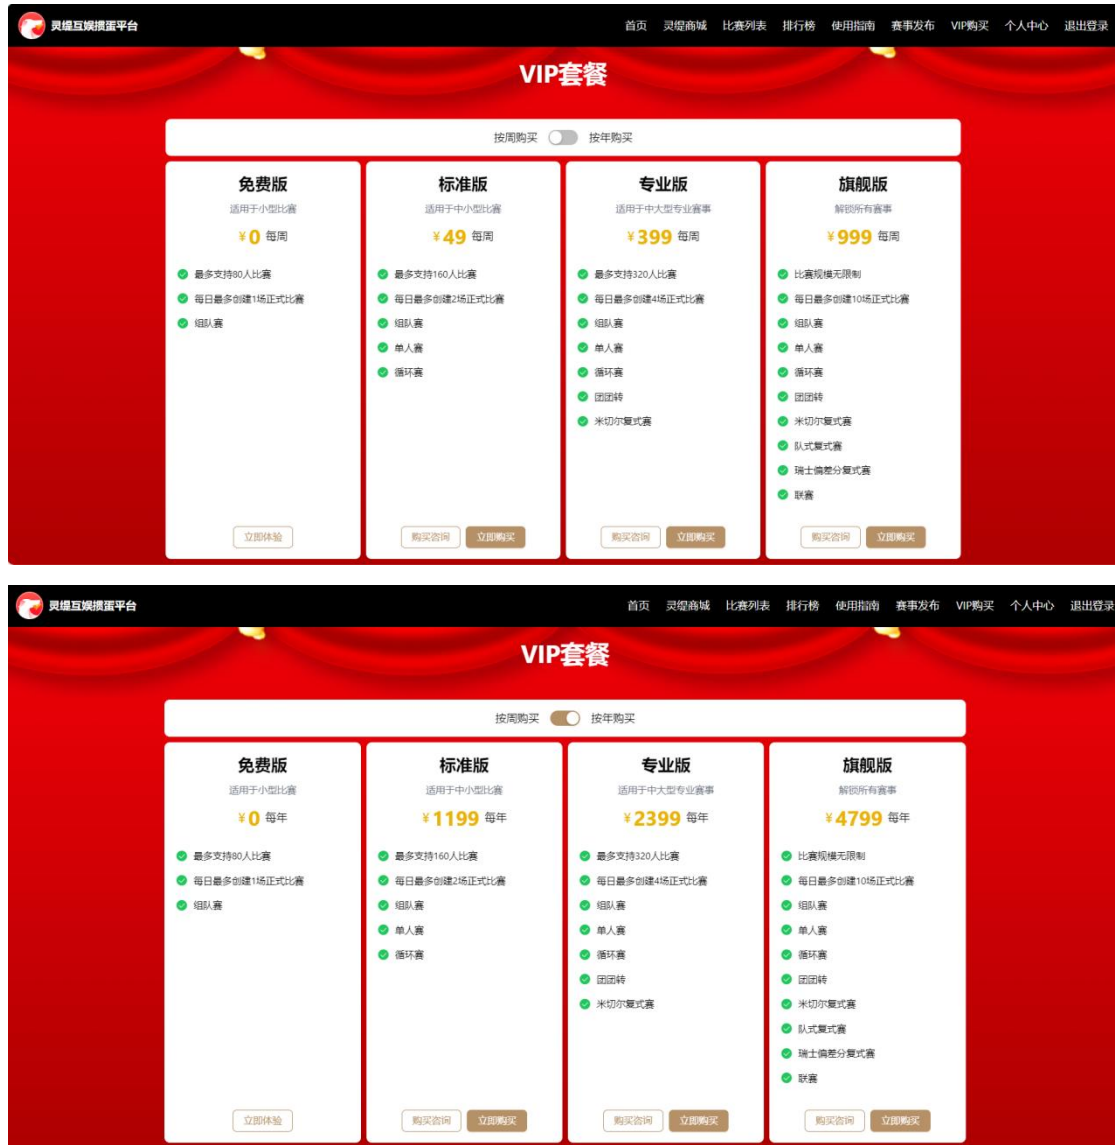 灵缇互娱掼蛋平台
首页 灵缇商城 比赛列表 排行榜 使用指南 赛事发布 VIP购买 个人中心 退出登录
VIP套餐
按周购买 按年购买
免费版
适用于小型比赛
¥0 每周
最多支持80人比赛
每日最多创建1场正式比赛
组队赛
立即体验
标准版
适用于中小型比赛
¥49 每周
最多支持160人比赛
每日最多创建2场正式比赛
组队赛
单人赛
循环赛
购买咨询 立即购买
专业版
适用于中大型专业赛事
¥399 每周
最多支持320人比赛
每日最多创建4场正式比赛
组队赛
单人赛
循环赛
团团转
米切尔复式赛
购买咨询 立即购买
旗舰版
解锁所有赛事
¥999 每周
比赛规模无限制
每日最多创建10场正式比赛
组队赛
单人赛
循环赛
团团转
米切尔复式赛
队式复式赛
瑞士偏差分复式赛
联赛
购买咨询 立即购买
灵缇互娱掼蛋平台
首页 灵缇商城 比赛列表 排行榜 使用指南 赛事发布 VIP购买 个人中心 退出登录
VIP套餐
按周购买 按年购买
免费版
适用于小型比赛
¥0 每年
最多支持80人比赛
每日最多创建1场正式比赛
组队赛
立即体验
标准版
适用于中小型比赛
¥1199 每年
最多支持160人比赛
每日最多创建2场正式比赛
组队赛
单人赛
循环赛
购买咨询 立即购买
专业版
适用于中大型专业赛事
¥2399 每年
最多支持320人比赛
每日最多创建4场正式比赛
组队赛
单人赛
循环赛
团团转
米切尔复式赛
购买咨询 立即购买
旗舰版
解锁所有赛事
¥4799 每年
比赛规模无限制
每日最多创建10场正式比赛
组队赛
单人赛
循环赛
团团转
米切尔复式赛
队式复式赛
瑞士偏差分复式赛
联赛
购买咨询 立即购买